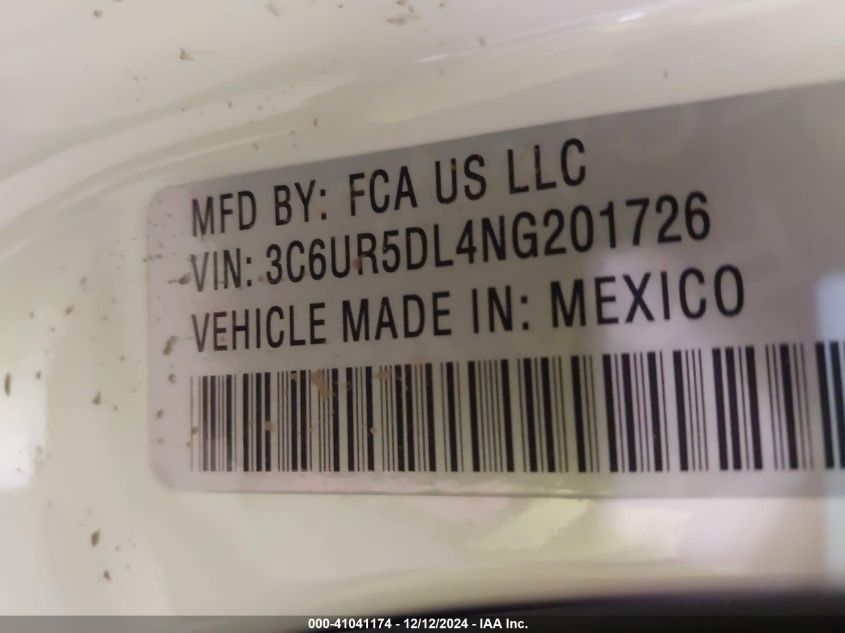 MFD BY: FCA US LLC
VIN: 3C6UR5DL4NG201726
VEHICLE MADE IN: MEXICO
000-41041174 - 12/12/2024 - IAA Inc.